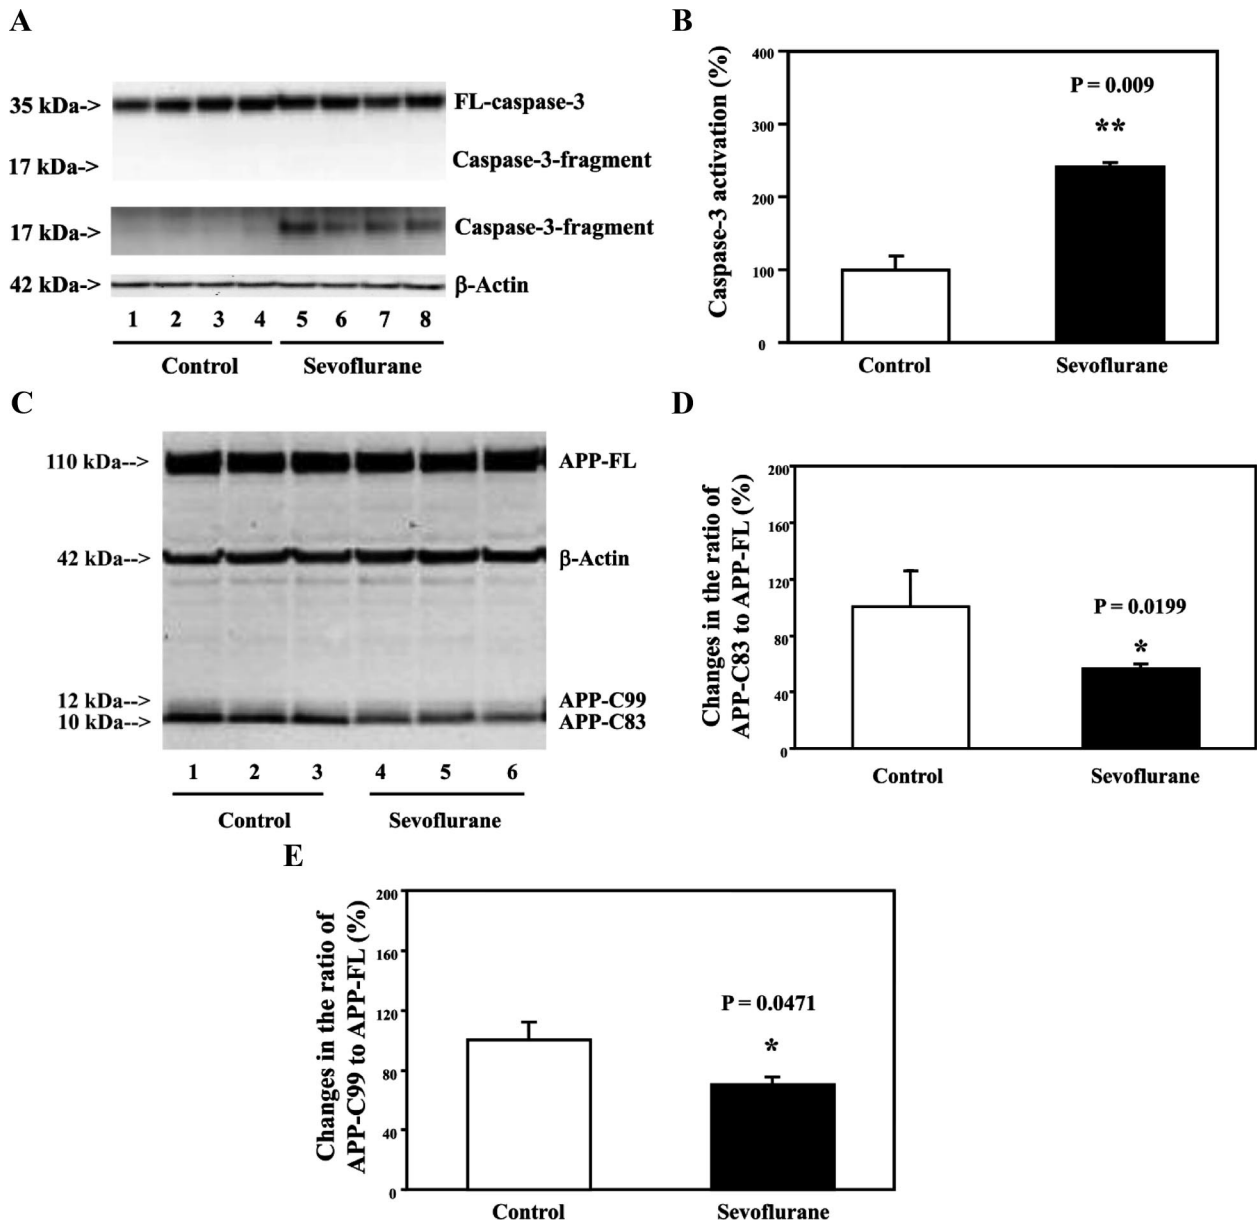 A
35 kDa->
FL-caspase-3
17 kDa->
Caspase-3-fragment
17 kDa->
Caspase-3-fragment
42 kDa->
β-Actin
1 2 3 4 5 6 7 8
Control Sevoflurane
B
Caspase-3 activation (%)
400
300
200
100
0
P = 0.009
**
Control Sevoflurane
C
110 kDa-->
APP-FL
42 kDa-->
β-Actin
12 kDa-->
APP-C99
10 kDa-->
APP-C83
1 2 3 4 5 6
Control Sevoflurane
D
Changes in the ratio of
APP-C83 to APP-FL (%)
200
160
120
80
40
0
P = 0.0199
*
Control Sevoflurane
E
Changes in the ratio of
APP-C99 to APP-FL (%)
200
160
120
80
40
0
P = 0.0471
*
Control Sevoflurane